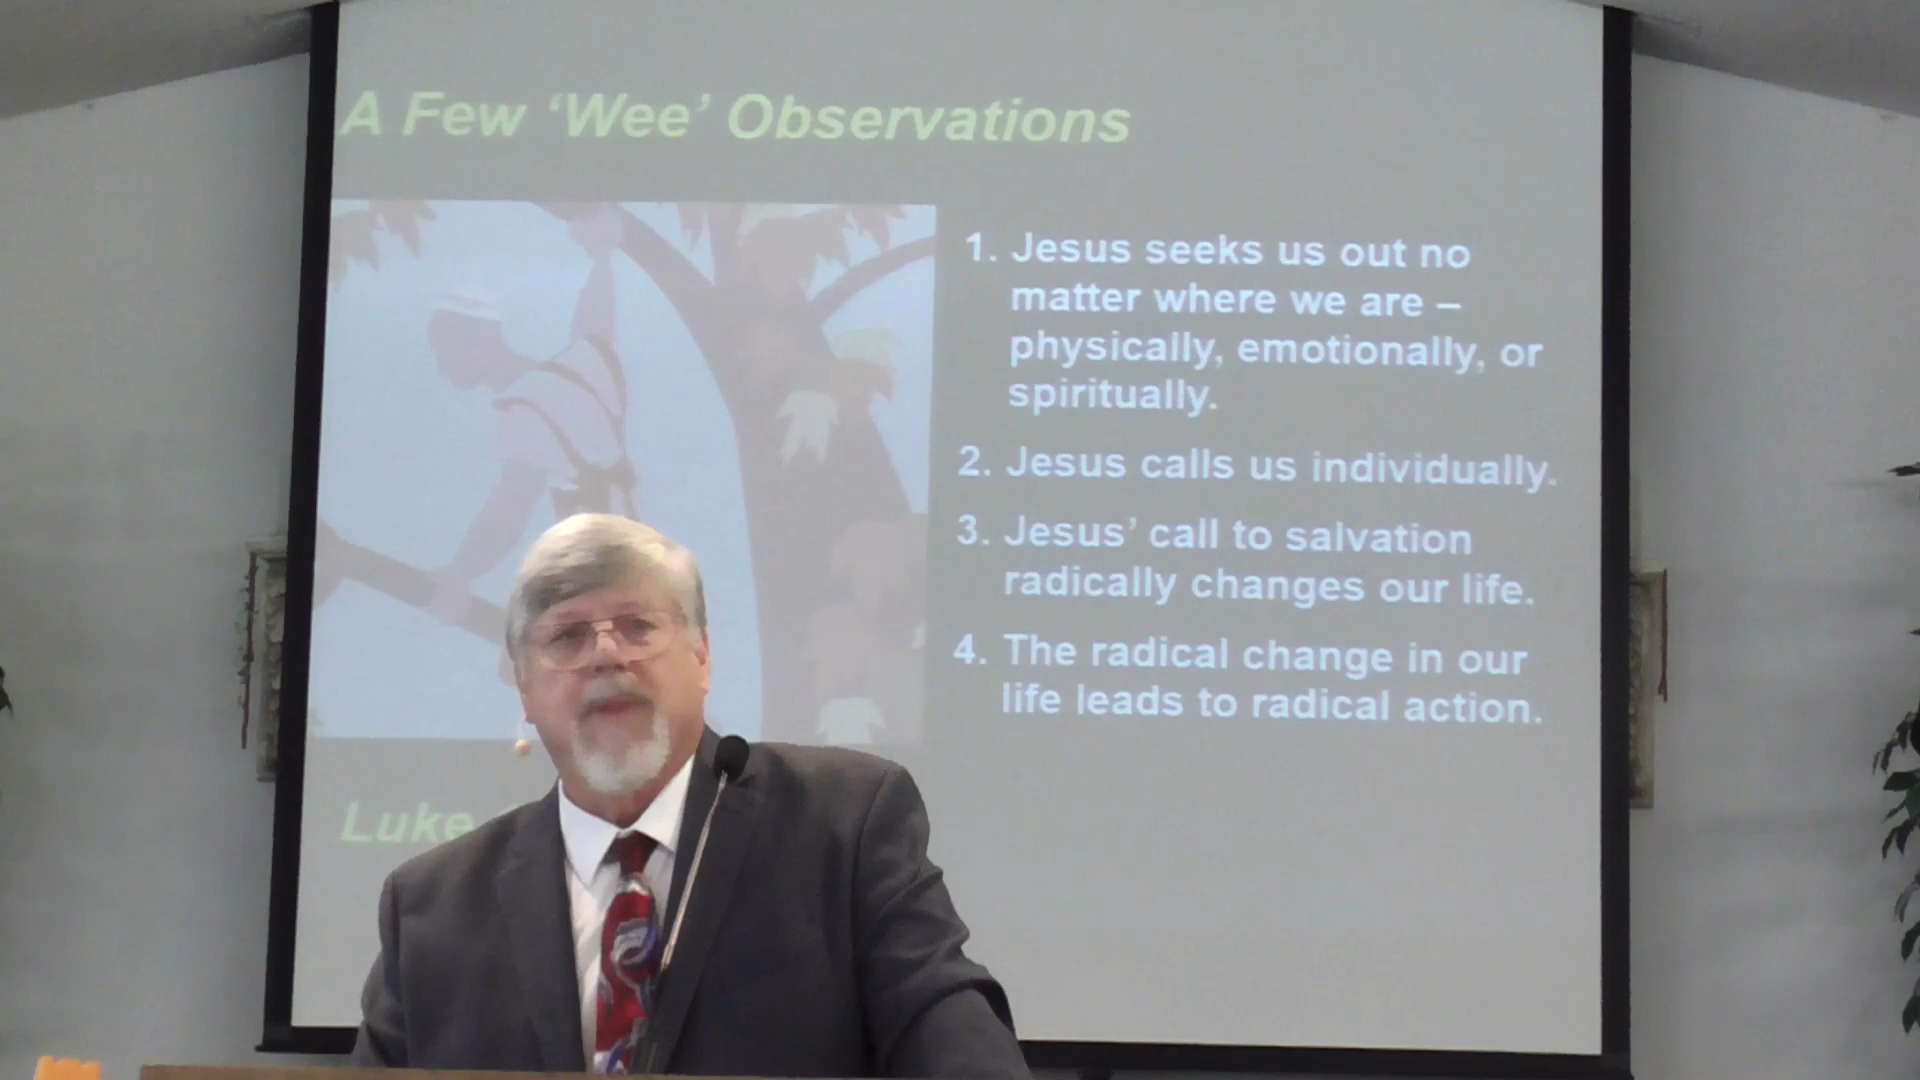 A Few ‘Wee’ Observations
1. Jesus seeks us out no
matter where we are –
physically, emotionally, or
spiritually.
2. Jesus calls us individually.
3. Jesus’ call to salvation
radically changes our life.
4. The radical change in our
life leads to radical action.
Luke